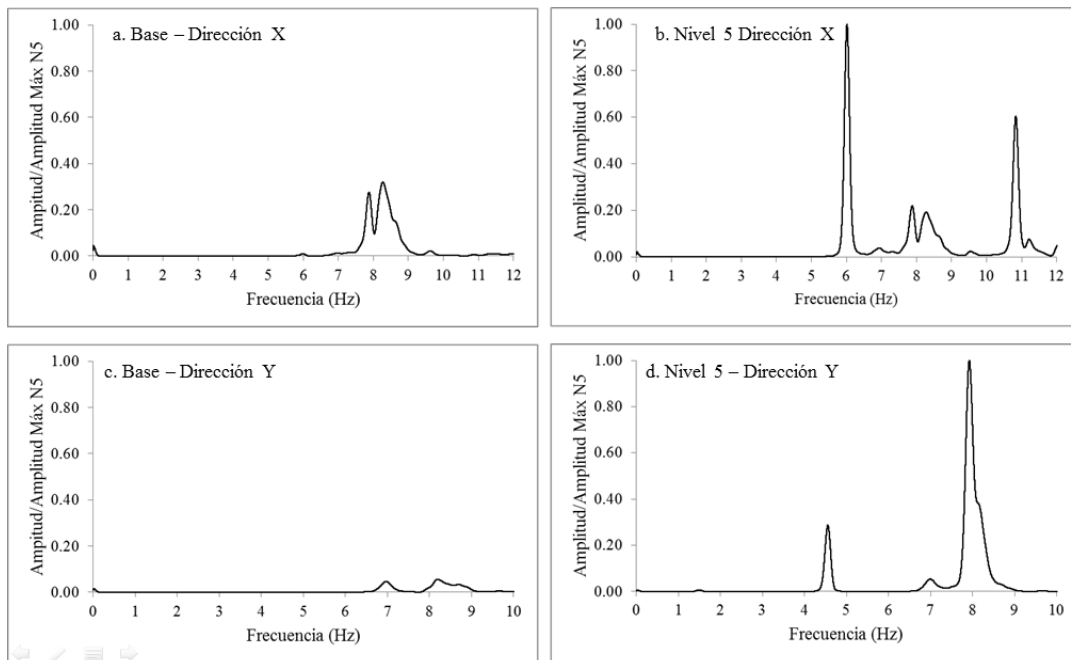 a. Base – Dirección X
Ampitud/Amplitud Máx N5
1.00
0.80
0.60
0.40
0.20
0.00
0 1 2 3 4 5 6 7 8 9 10 11 12
Frecuencia (Hz)
b. Nivel 5 Dirección X
Amplitud/Amplitud Máx N5
1.00
0.80
0.60
0.40
0.20
0.00
0 1 2 3 4 5 6 7 8 9 10 11 12
Frecuencia (Hz)
c. Base – Dirección Y
Ampitud/Amplitud Máx N5
1.00
0.80
0.60
0.40
0.20
0.00
0 1 2 3 4 5 6 7 8 9 10
Frecuencia (Hz)
d. Nivel 5 – Dirección Y
Amplitud/Amplitud Máx N5
1.00
0.80
0.60
0.40
0.20
0.00
0 1 2 3 4 5 6 7 8 9 10
Frecuencia (Hz)